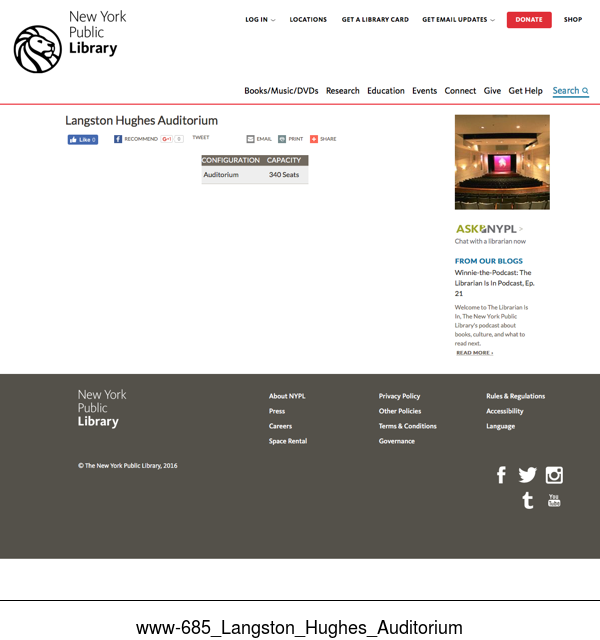 New York
Public
Library
LOG IN
LOCATIONS
GET A LIBRARY CARD
GET EMAIL UPDATES
DONATE
SHOP
Books/Music/DVDs
Research
Education
Events
Connect
Give
Get Help
Search
Langston Hughes Auditorium
Like 0
RECOMMEND
G+1 0
TWEET
EMAIL
PRINT
SHARE
CONFIGURATION CAPACITY
Auditorium 340 Seats
ASKNYPL >
Chat with a librarian now
FROM OUR BLOGS
Winnie-the-Podcast: The
Librarian Is In Podcast, Ep.
21
Welcome to The Librarian Is
In, The New York Public
Library's podcast about
books, culture, and what to
read next.
READ MORE ›
New York
Public
Library
© The New York Public Library, 2016
About NYPL
Press
Careers
Space Rental
Privacy Policy
Other Policies
Terms & Conditions
Governance
Rules & Regulations
Accessibility
Language
You
Tube
www-685_Langston_Hughes_Auditorium